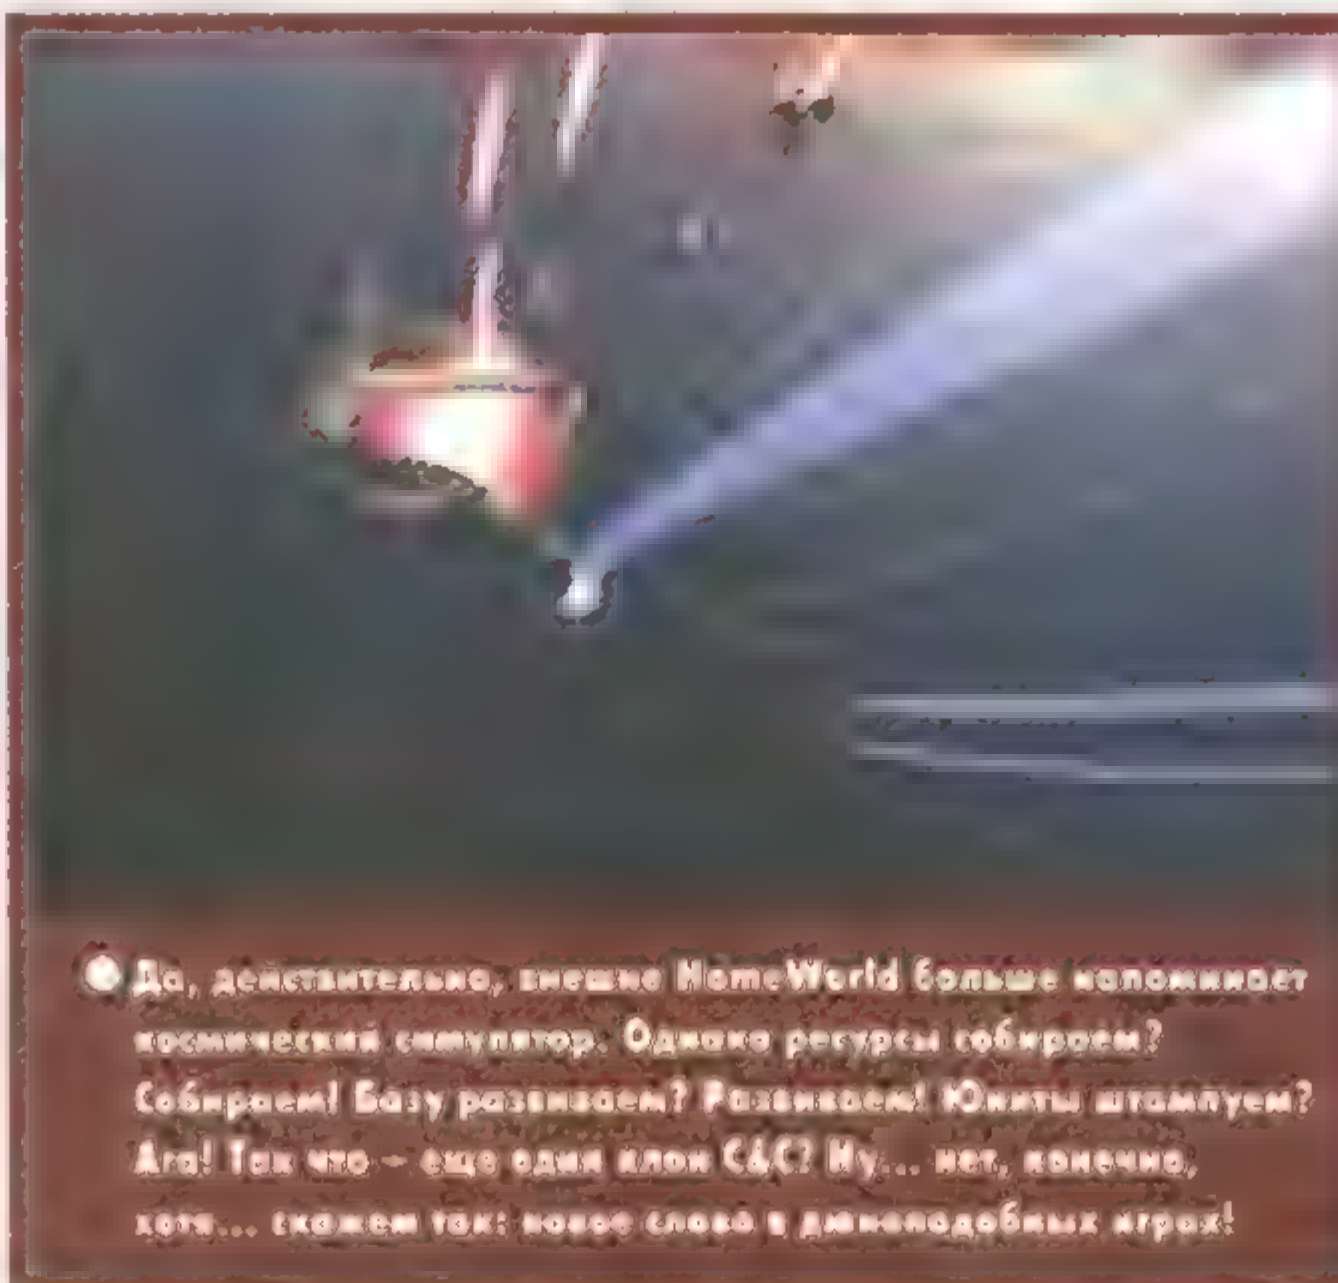 Да, действительно, внешне HomeWorld больше напоминает
космический симулятор. Однако ресурсы собираем?
Собираем! Базу развиваем? Развиваем! Юниты штампуем?
Ага! Так что – еще один клон C&C? Ну... нет, конечно,
хотя... скажем так: новое слово в дюноподобных играх!